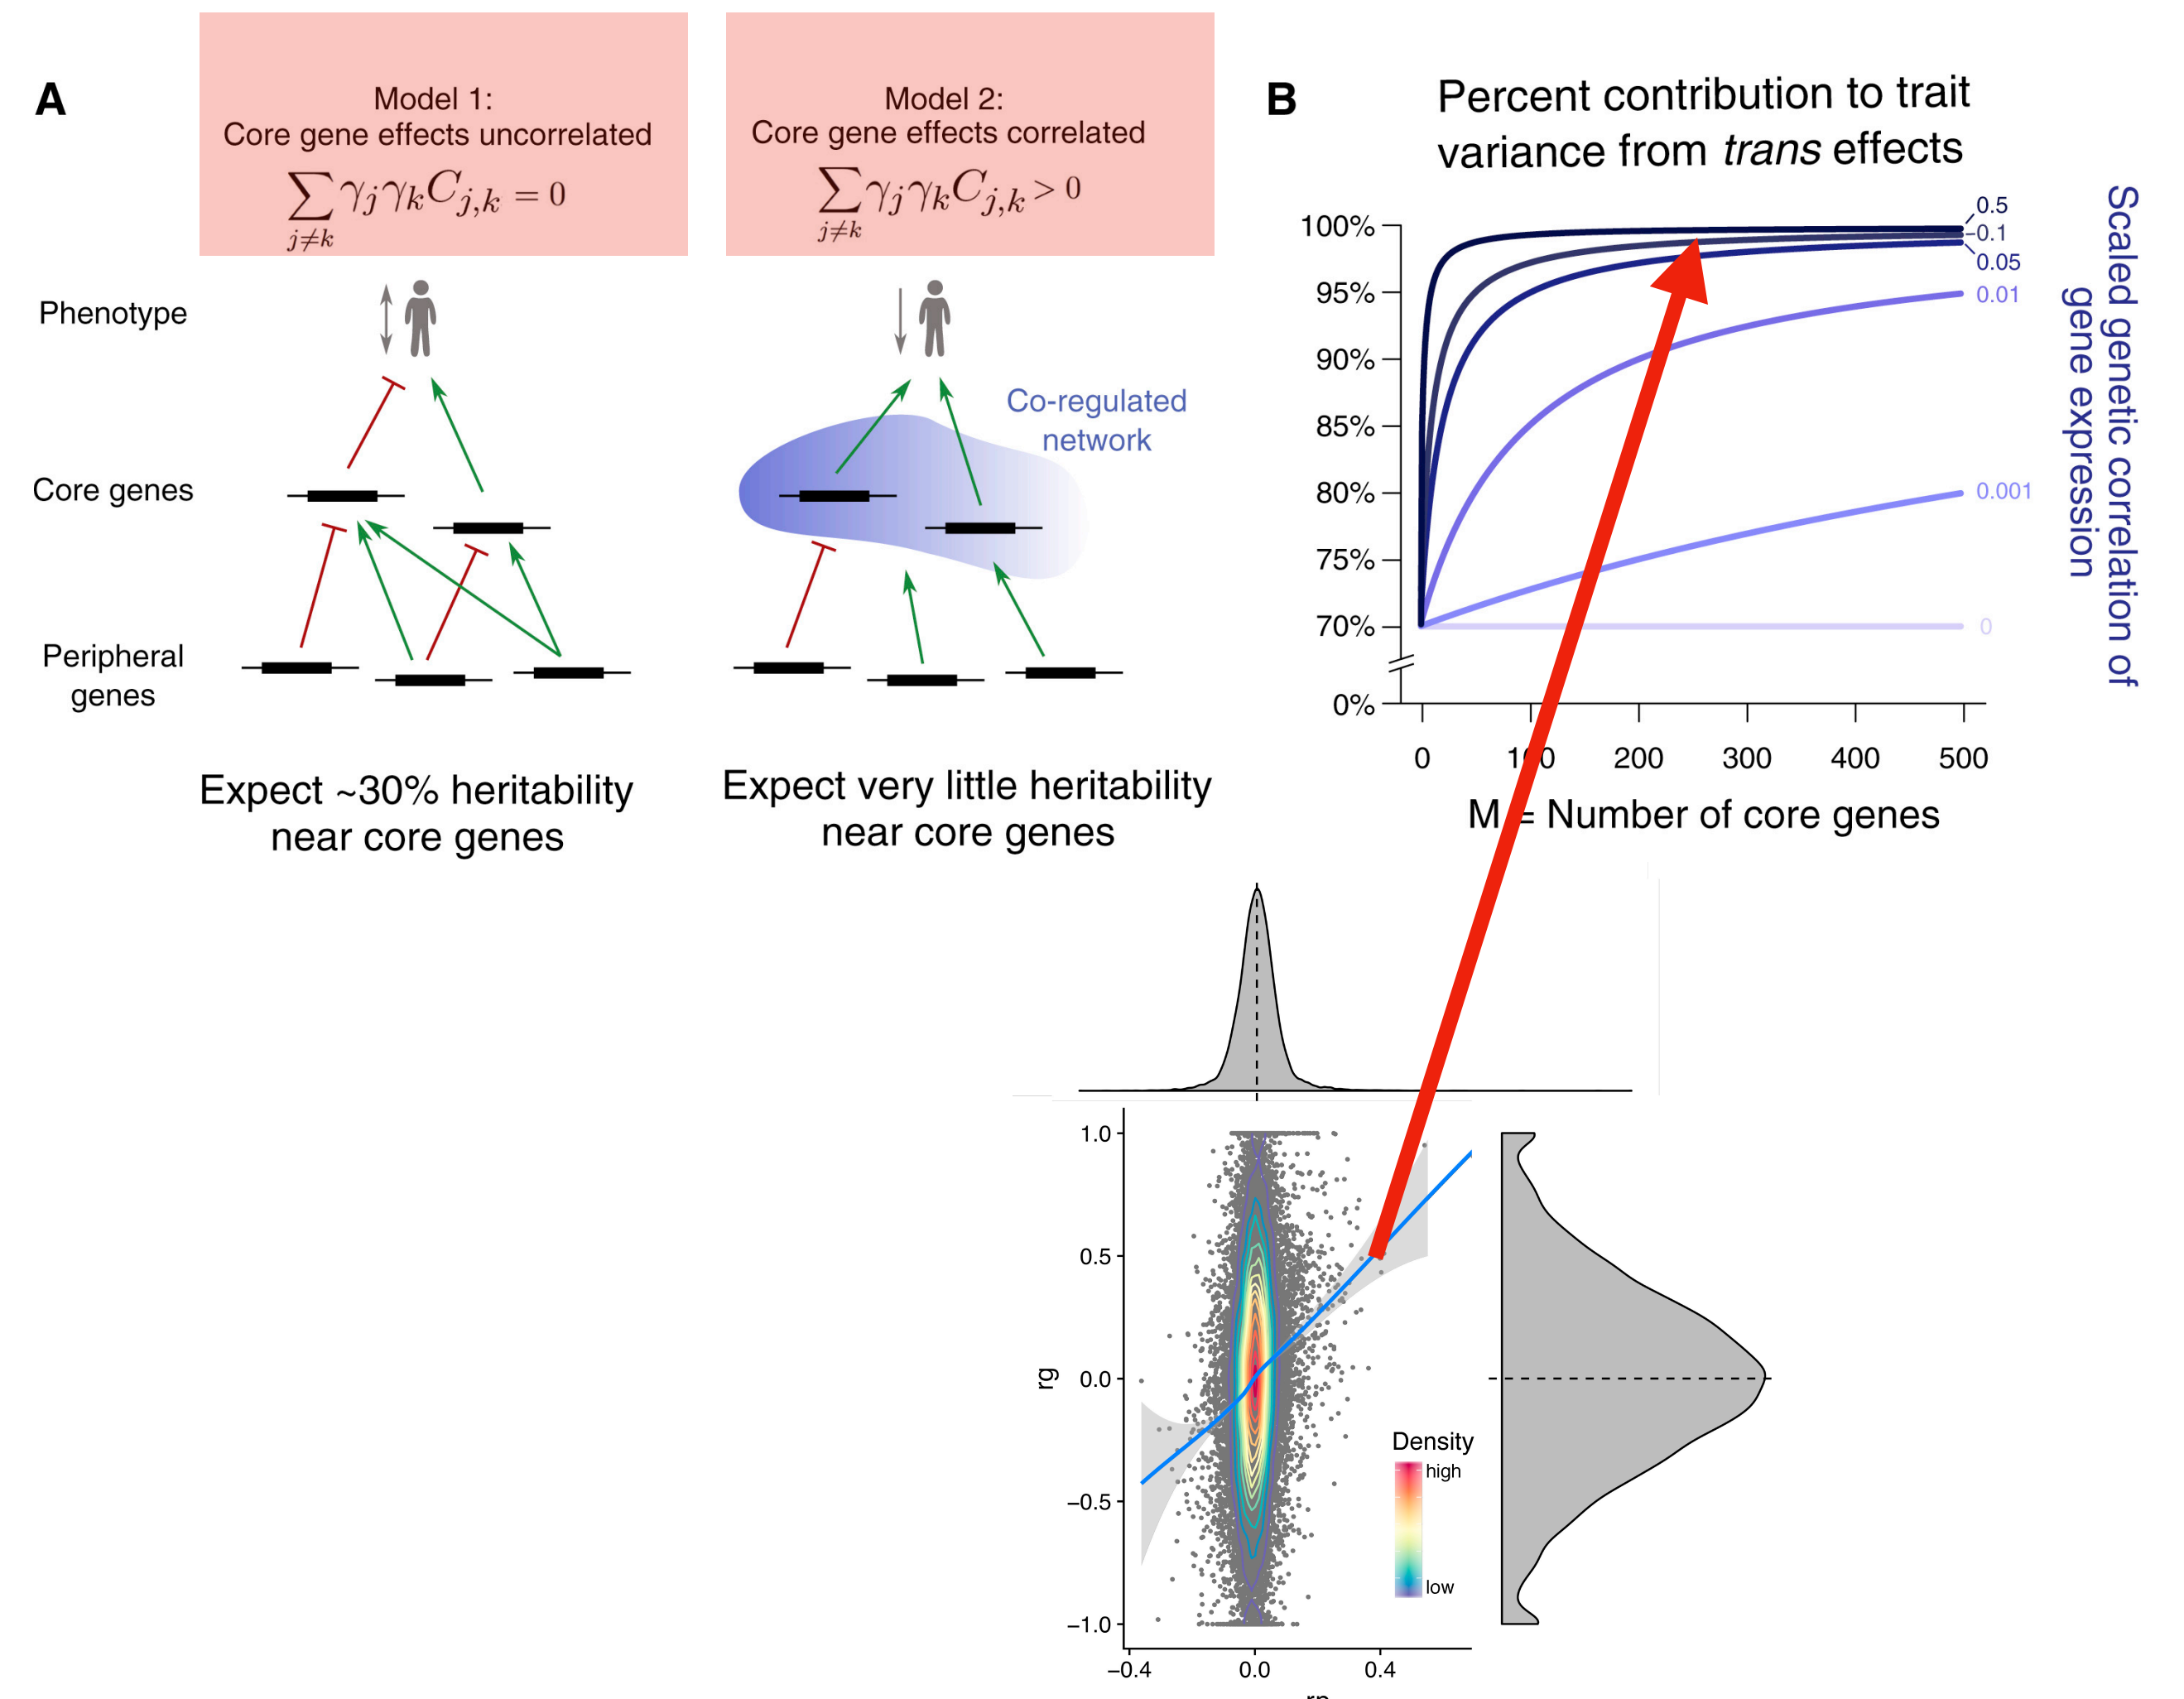 A
Model 1:
Core gene effects uncorrelated
∑ γjγkCj,k = 0
j≠k
Model 2:
Core gene effects correlated
∑ γjγkCj,k > 0
j≠k
Phenotype
Core genes
Peripheral
genes
Co-regulated
network
Expect ~30% heritability
near core genes
Expect very little heritability
near core genes
B
Percent contribution to trait
variance from trans effects
100%
95%
90%
85%
80%
75%
70%
0%
0.5
0.1
0.05
0.01
0.001
0
Scaled genetic correlation of
gene expression
0 100 200 300 400 500
M = Number of core genes
1.0
0.5
0.0
−0.5
−1.0
rg
Density
high
low
−0.4 0.0 0.4